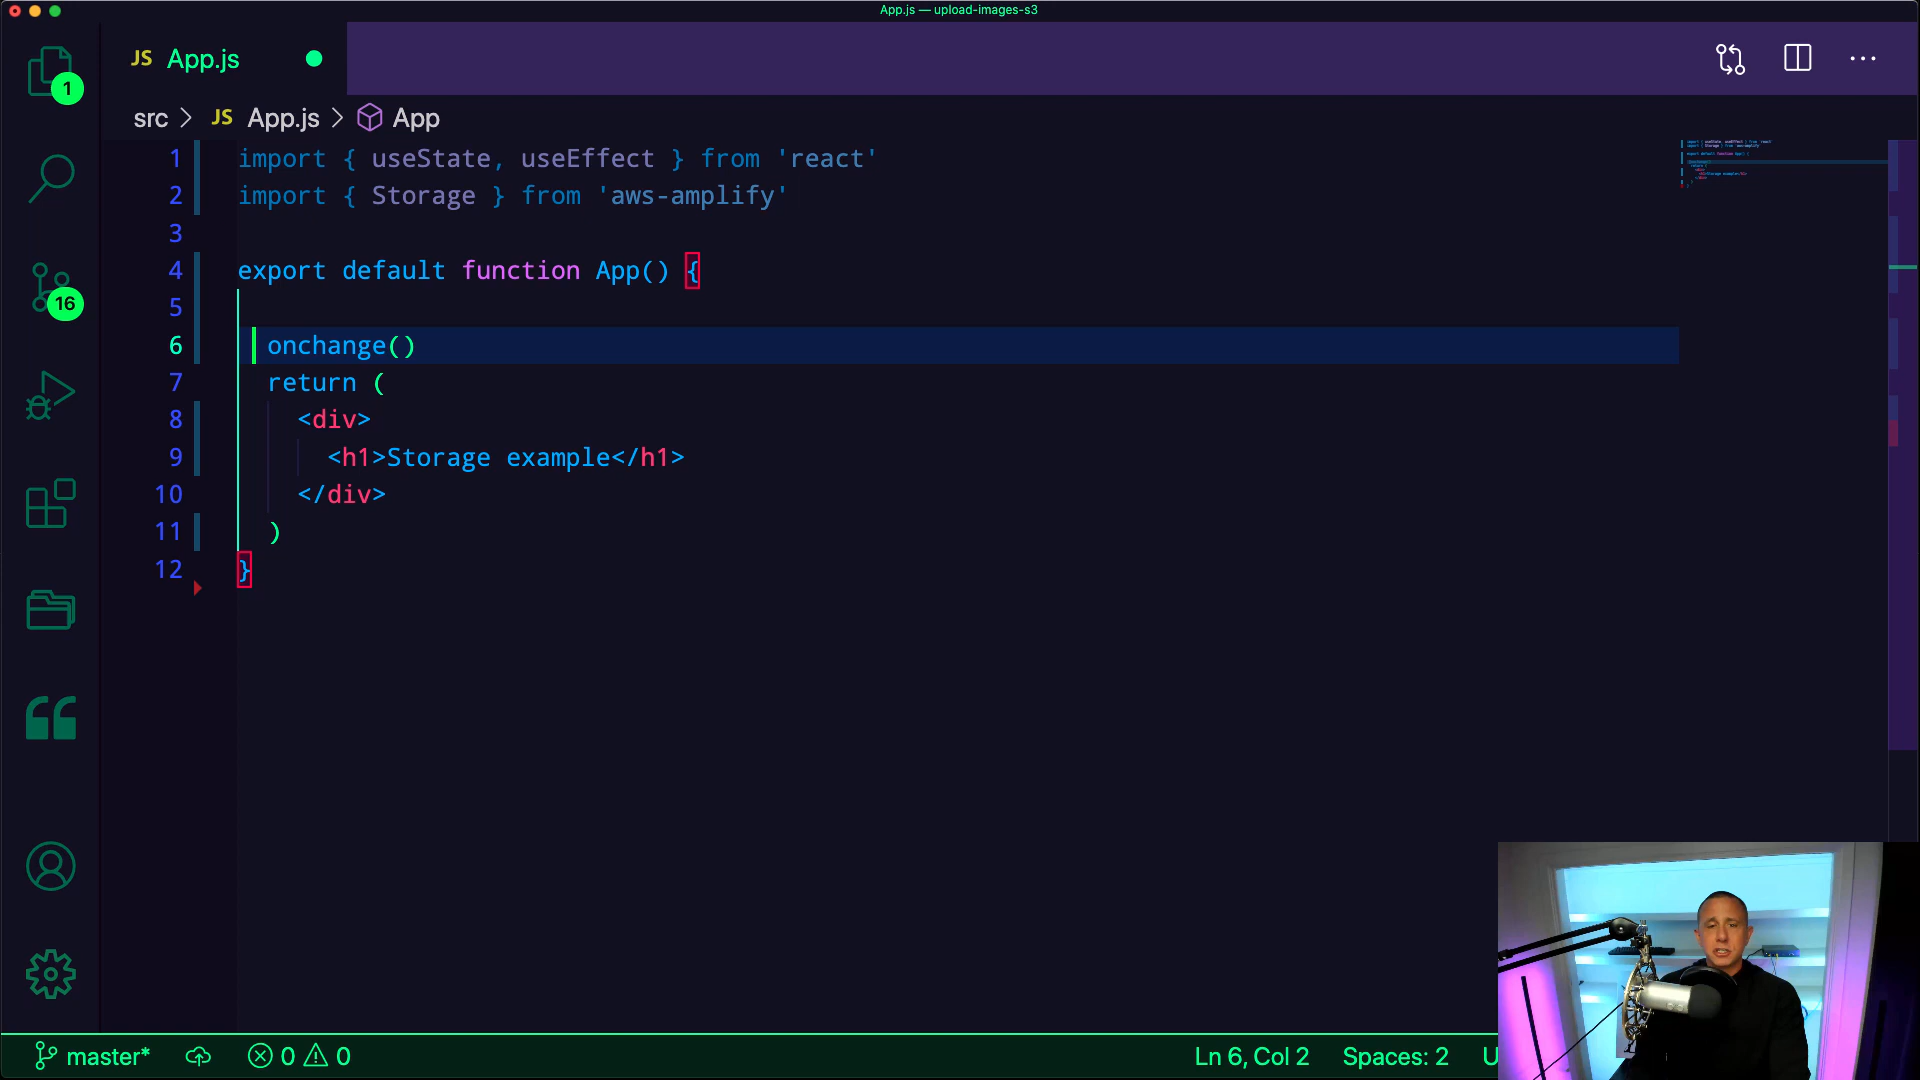 App.js — upload-images-s3
JS App.js
1
src > JS App.js > App
1 import { useState, useEffect } from 'react'
2 import { Storage } from 'aws-amplify'
3
4 export default function App() {
5
6 onchange()
7 return (
8 <div>
9 <h1>Storage example</h1>
10 </div>
11 )
12 }
16
master* 0 0 Ln 6, Col 2 Spaces: 2 U